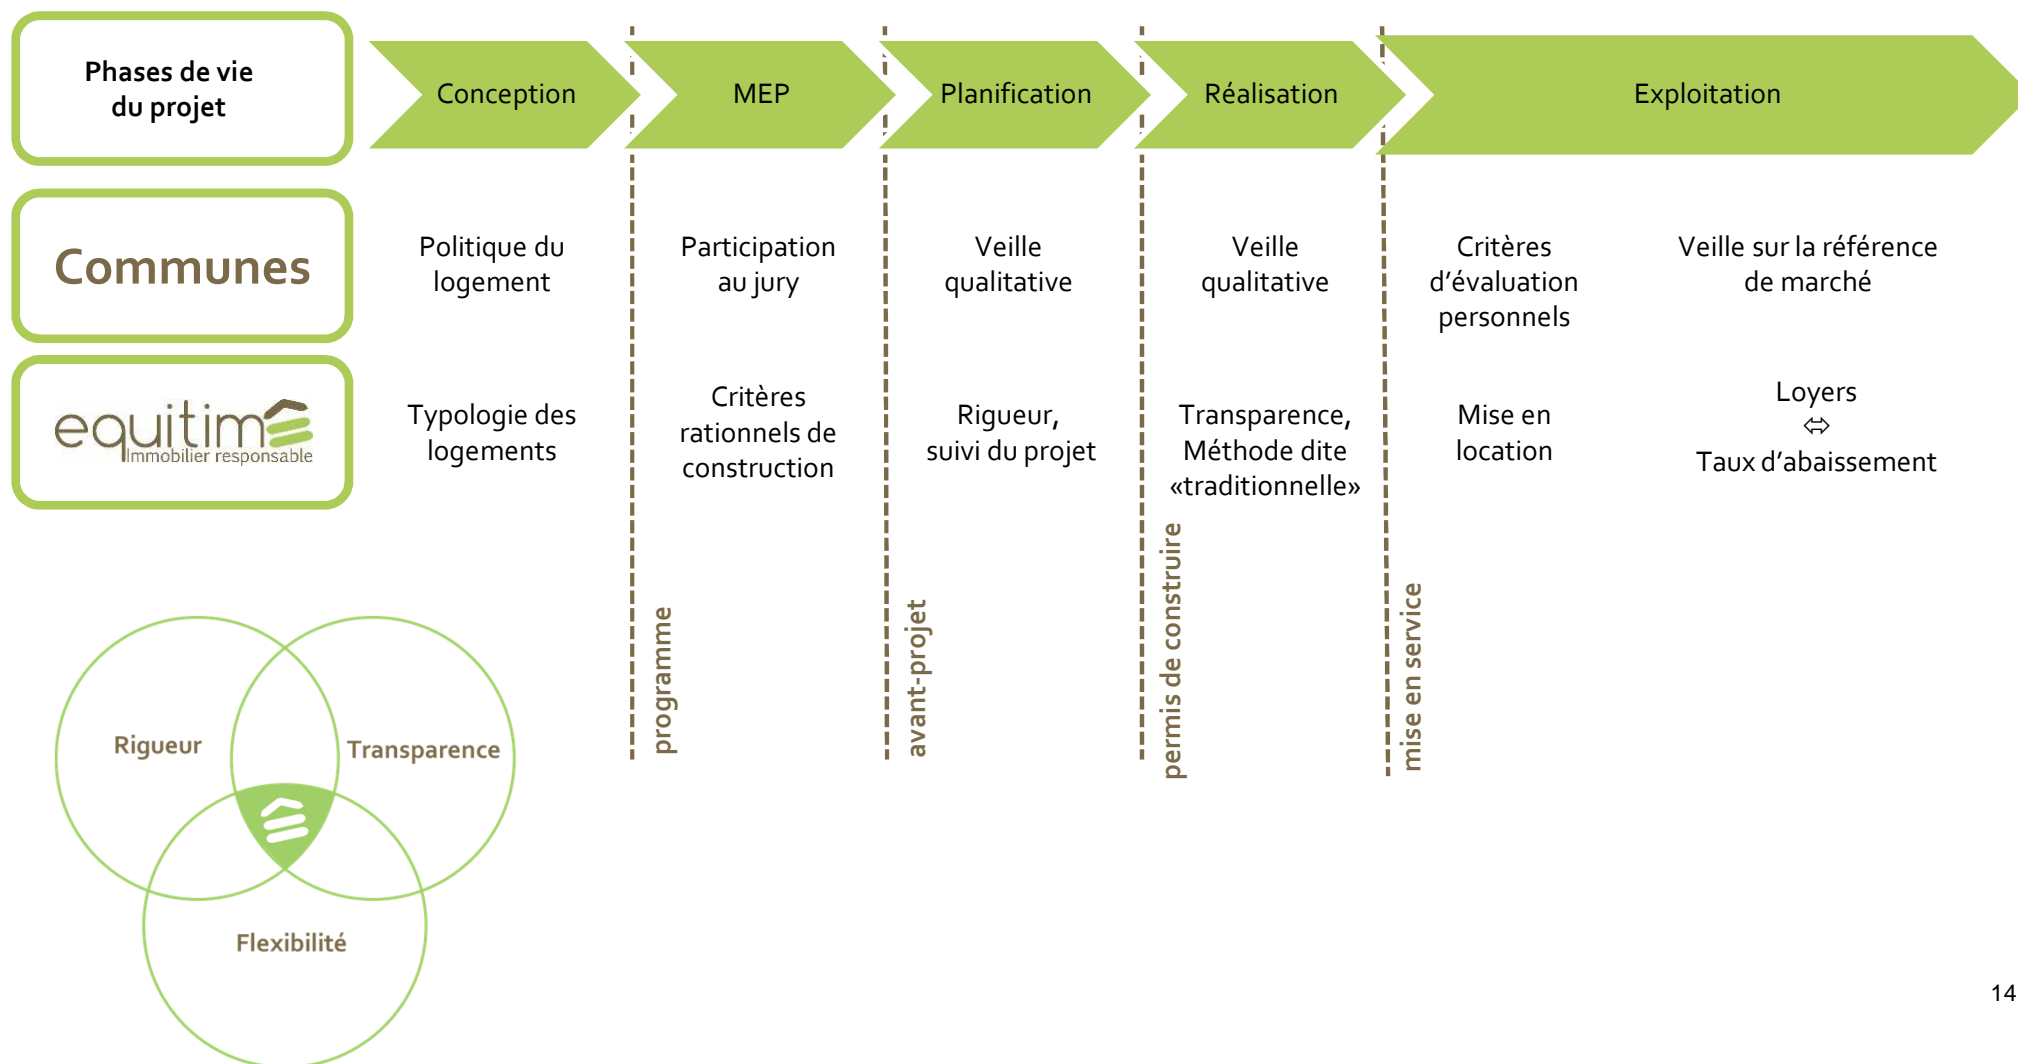 Phases de vie
du projet
Conception
MEP
Planification
Réalisation
Exploitation
Communes
Politique du
logement
Participation
au jury
Veille
qualitative
Veille
qualitative
Critères
d'évaluation
personnels
Veille sur la référence
de marché
equitim
Immobilier responsable
Typologie des
logements
Critères
rationnels de
construction
Rigueur,
suivi du projet
Transparence,
Méthode dite
«traditionnelle»
Mise en
location
Loyers
⬄
Taux d'abaissement
programme
avant-projet
permis de construire
mise en service
Rigueur
Transparence
Flexibilité
14